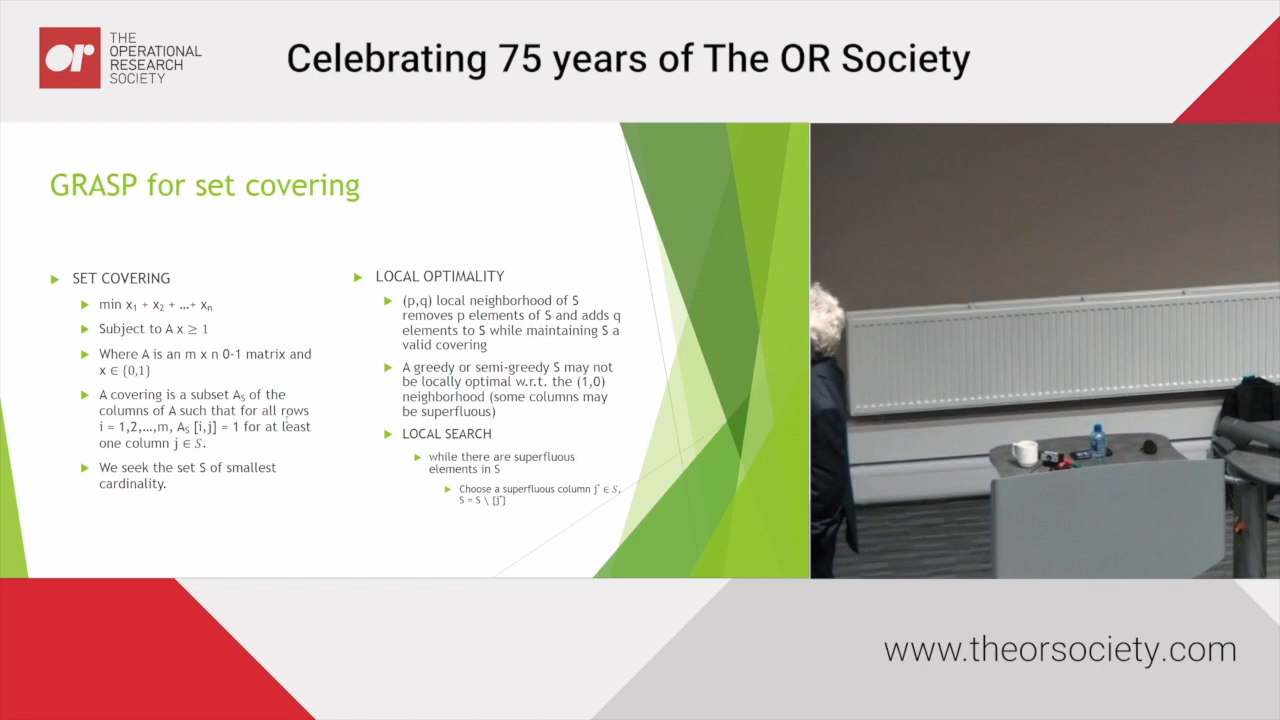 or
THE
OPERATIONAL
RESEARCH
SOCIETY
Celebrating 75 years of The OR Society
GRASP for set covering
SET COVERING
min x₁ + x₂ + …+ xₙ
Subject to A x ≥ 1
Where A is an m x n 0-1 matrix and
x ∈ {0,1}
A covering is a subset Aₛ of the
columns of A such that for all rows
i = 1,2,…,m, Aₛ [i,j] = 1 for at least
one column j ∈ S.
We seek the set S of smallest
cardinality.
LOCAL OPTIMALITY
(p,q) local neighborhood of S
removes p elements of S and adds q
elements to S while maintaining S a
valid covering
A greedy or semi-greedy S may not
be locally optimal w.r.t. the (1,0)
neighborhood (some columns may
be superfluous)
LOCAL SEARCH
while there are superfluous
elements in S
Choose a superfluous column j* ∈ S,
S = S \ {j*}
www.theorsociety.com